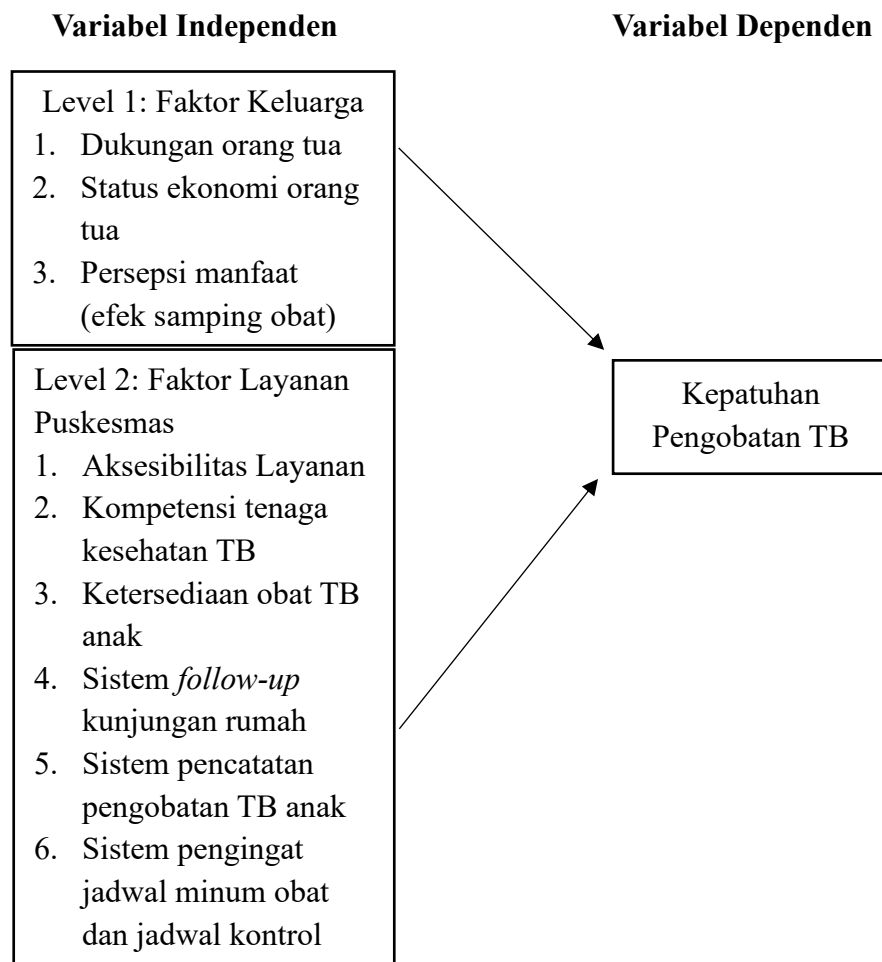 Variabel Independen
Variabel Dependen
Level 1: Faktor Keluarga
1. Dukungan orang tua
2. Status ekonomi orang
tua
3. Persepsi manfaat
(efek samping obat)
Level 2: Faktor Layanan
Puskesmas
1. Aksesibilitas Layanan
2. Kompetensi tenaga
kesehatan TB
3. Ketersediaan obat TB
anak
4. Sistem follow-up
kunjungan rumah
5. Sistem pencatatan
pengobatan TB anak
6. Sistem pengingat
jadwal minum obat
dan jadwal kontrol
Kepatuhan
Pengobatan TB